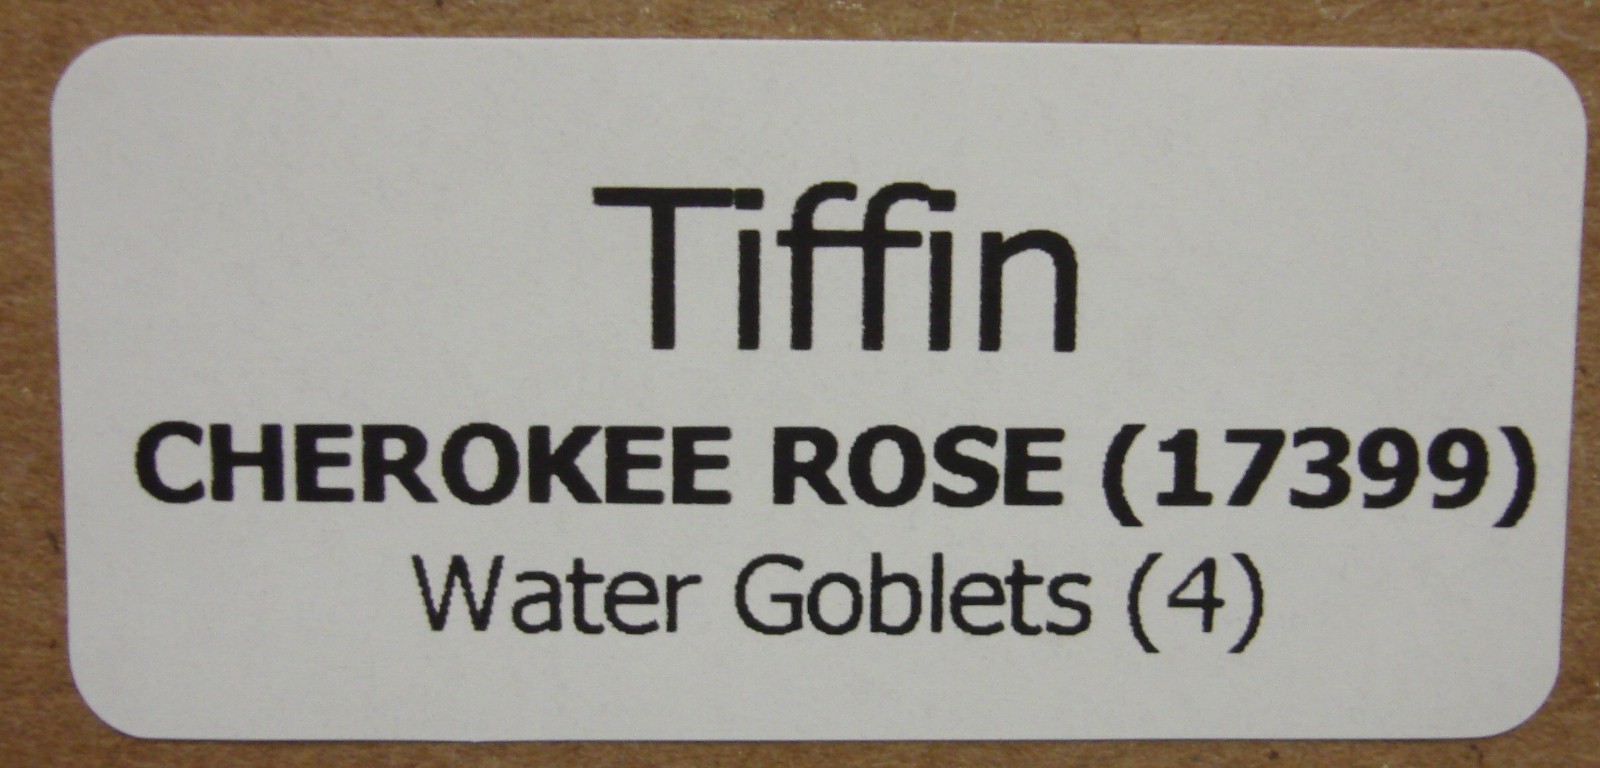 Tiffin
CHEROKEE ROSE (17399)
Water Goblets (4)